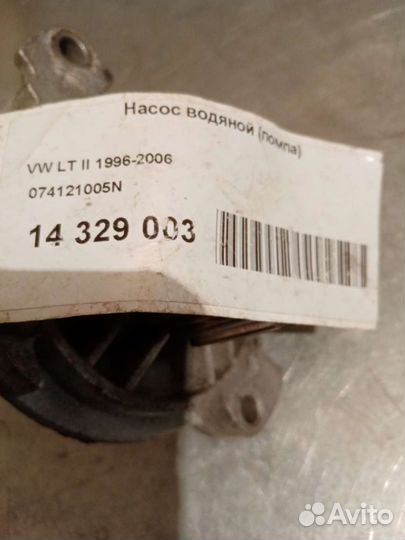 Насос водяной (помпа)
VW LT II 1996-2006
074121005N
14 329 003
Avito